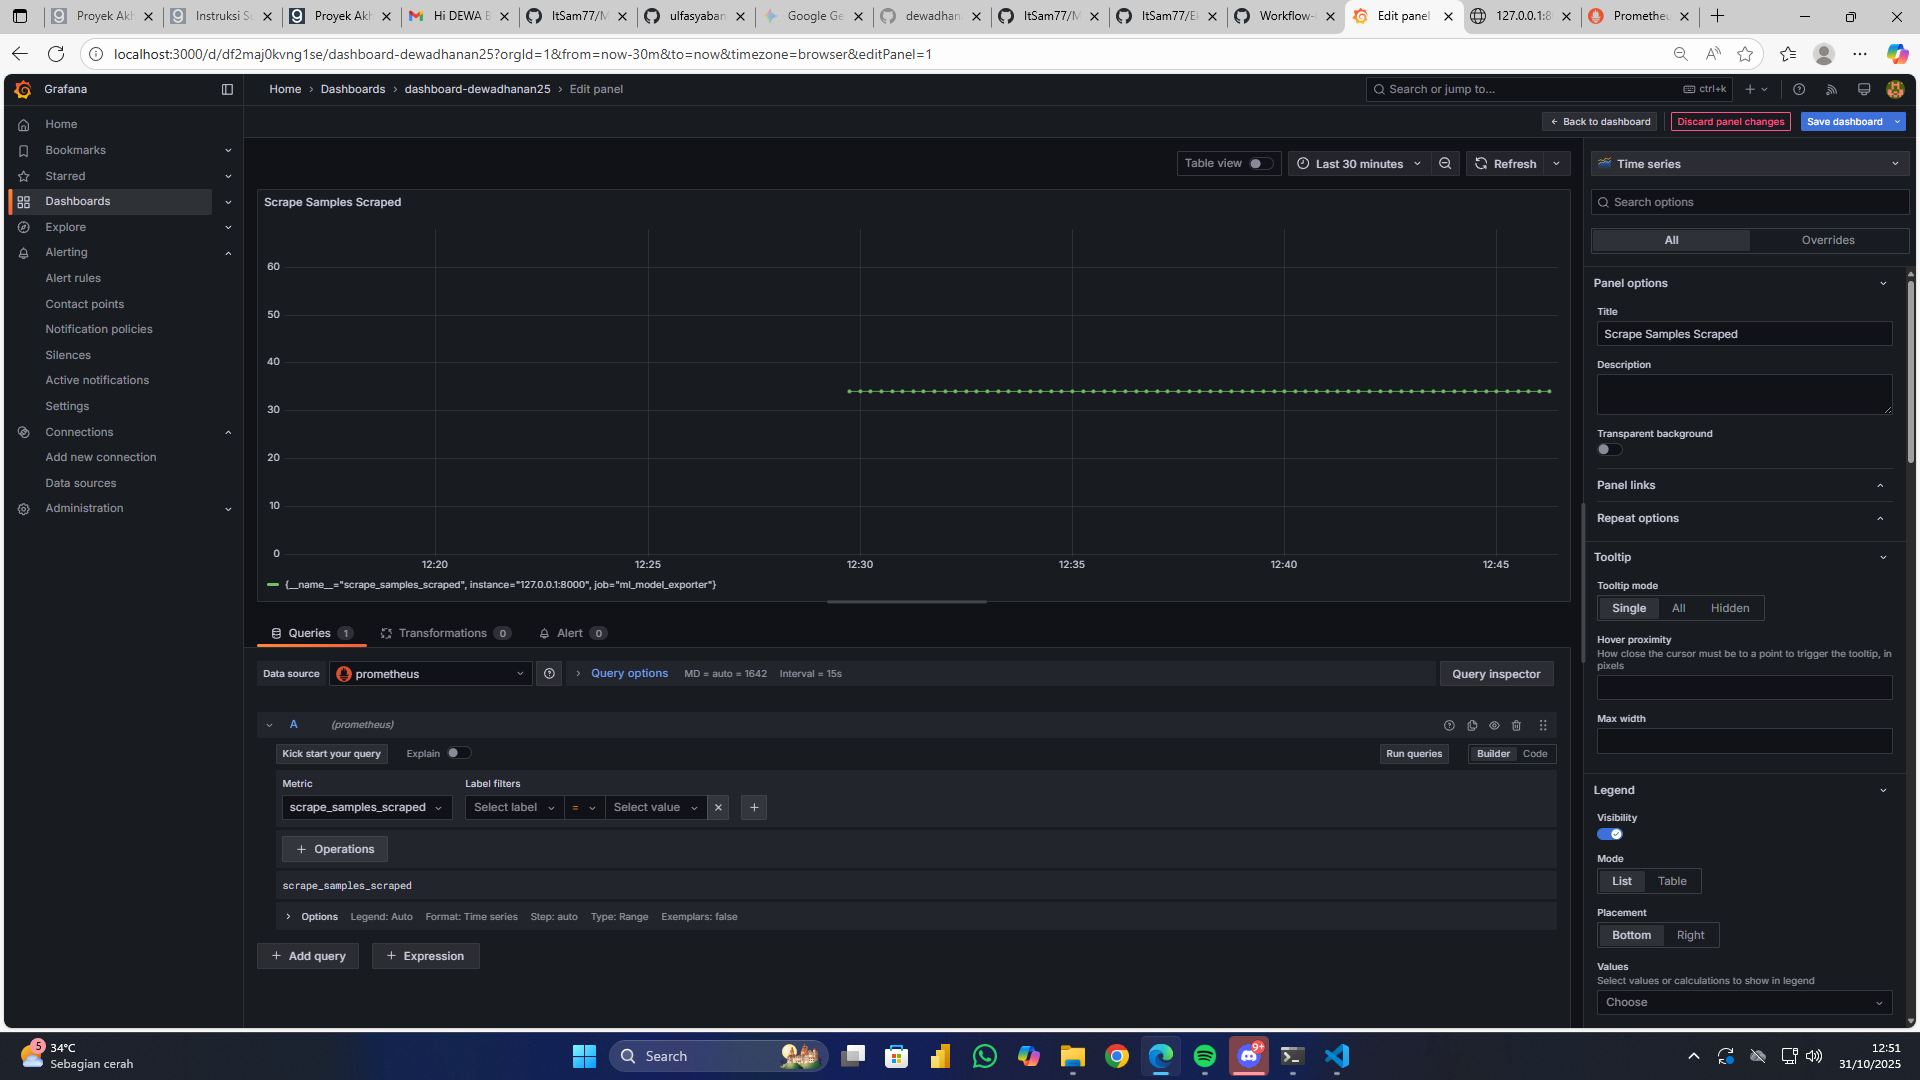 Proyek Akh
Instruksi Su
Proyek Akh
Hi DEWA B
ItSam77/M
ulfasyaban
Google Ge
dewadhana
ItSam77/M
ItSam77/El
Workflow-
Edit panel
127.0.0.1:8
Prometheu
localhost:3000/d/df2maj0kvng1se/dashboard-dewadhanan25?orgId=1&from=now-30m&to=now&timezone=browser&editPanel=1
Grafana
Home › Dashboards › dashboard-dewadhanan25 › Edit panel
Search or jump to...
ctrl+k
Back to dashboard
Discard panel changes
Save dashboard
Home
Bookmarks
Starred
Dashboards
Explore
Alerting
Alert rules
Contact points
Notification policies
Silences
Active notifications
Settings
Connections
Add new connection
Data sources
Administration
Table view
Last 30 minutes
Refresh
Scrape Samples Scraped
60
50
40
30
20
10
0
12:20
12:25
12:30
12:35
12:40
12:45
{__name__="scrape_samples_scraped", instance="127.0.0.1:8000", job="ml_model_exporter"}
Queries 1
Transformations 0
Alert 0
Data source
prometheus
Query options
MD = auto = 1642
Interval = 15s
Query inspector
A
(prometheus)
Kick start your query
Explain
Run queries
Builder
Code
Metric
Label filters
scrape_samples_scraped
Select label
=
Select value
+ Operations
scrape_samples_scraped
Options
Legend: Auto
Format: Time series
Step: auto
Type: Range
Exemplars: false
+ Add query
+ Expression
Time series
Search options
All
Overrides
Panel options
Title
Scrape Samples Scraped
Description
Transparent background
Panel links
Repeat options
Tooltip
Tooltip mode
Single
All
Hidden
Hover proximity
How close the cursor must be to a point to trigger the tooltip, in
pixels
Max width
Legend
Visibility
Mode
List
Table
Placement
Bottom
Right
Values
Select values or calculations to show in legend
Choose
5
34°C
Sebagian cerah
Search
9+
12:51
31/10/2025